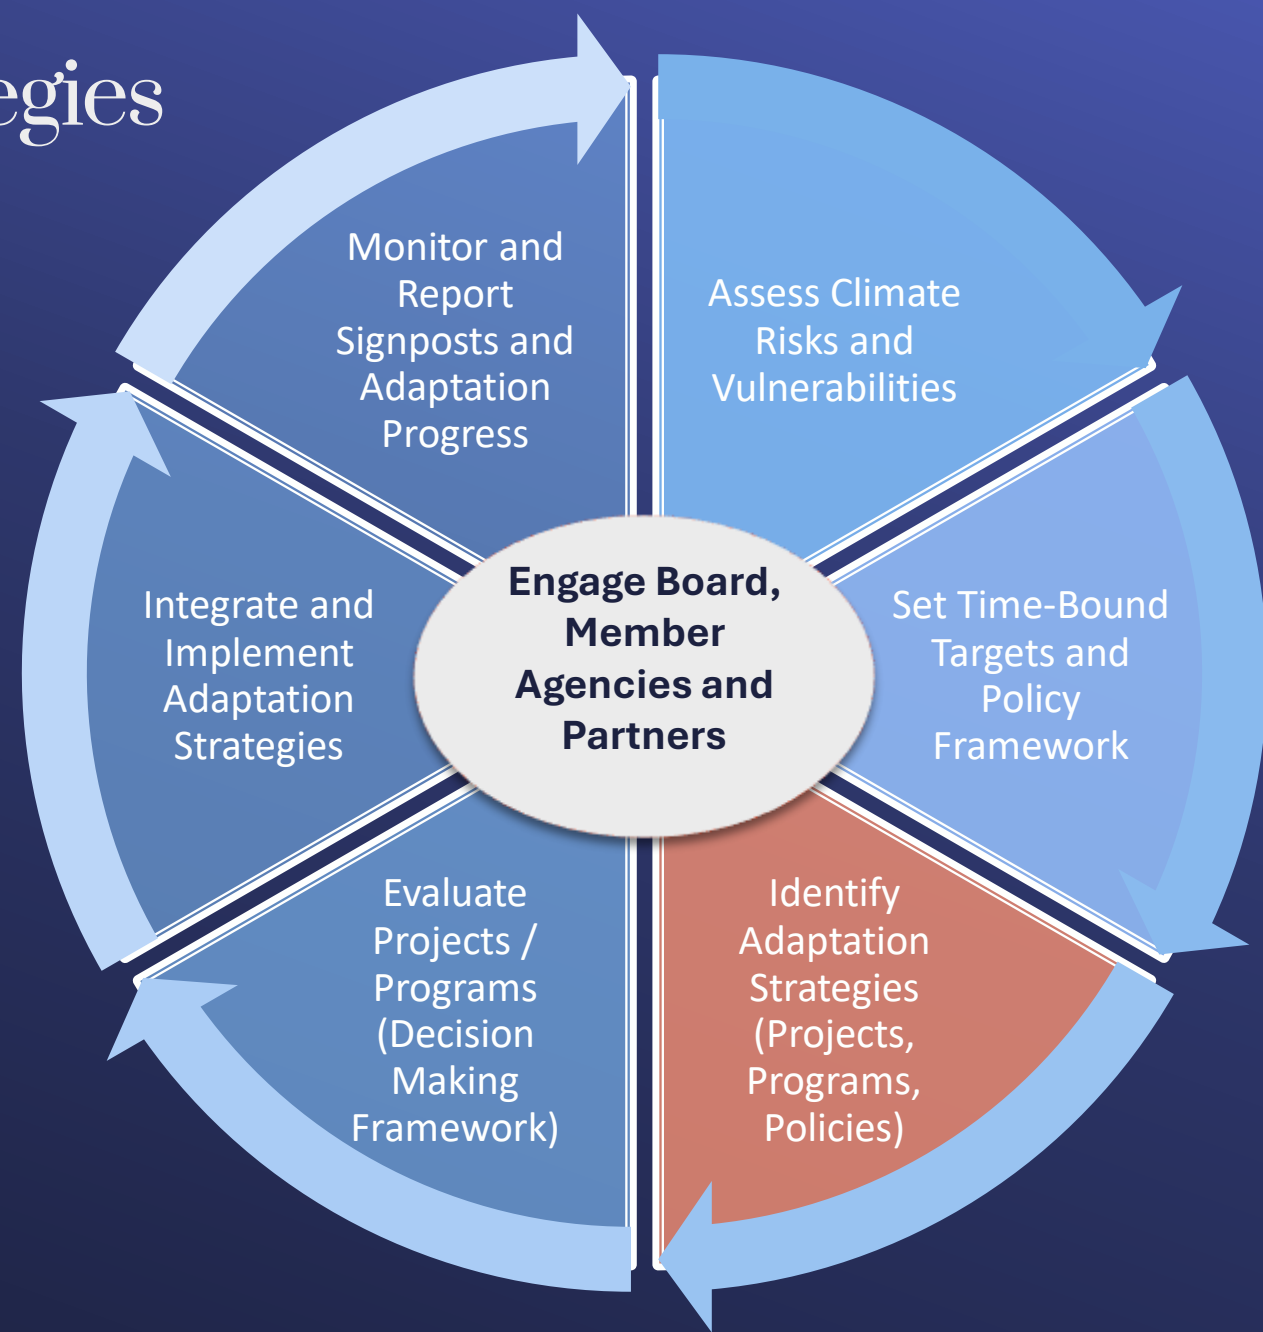 egies
Assess Climate
Risks and
Vulnerabilities
Set Time-Bound
Targets and
Policy
Framework
Identify
Adaptation
Strategies
(Projects,
Programs,
Policies)
Evaluate
Projects /
Programs
(Decision
Making
Framework)
Integrate and
Implement
Adaptation
Strategies
Monitor and
Report
Signposts and
Adaptation
Progress
Engage Board,
Member
Agencies and
Partners